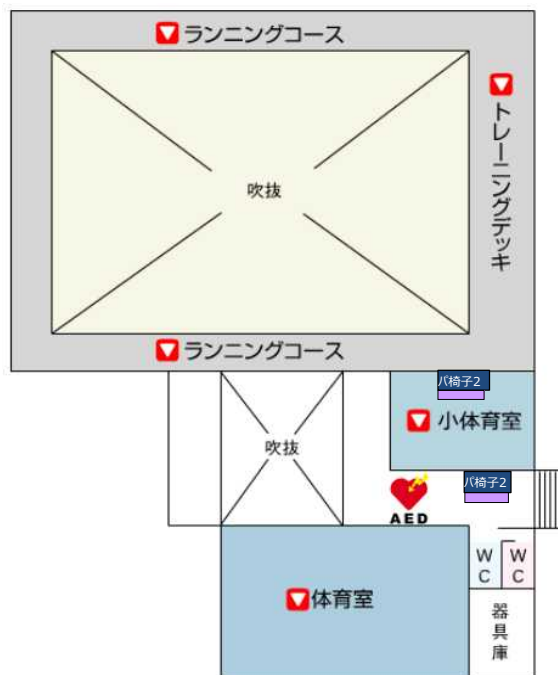 ランニングコース
トレーニングデッキ
吹抜
ランニングコース
パ椅子2
小体育室
吹抜
パ椅子2
AED
WC
WC
体育室
器具庫